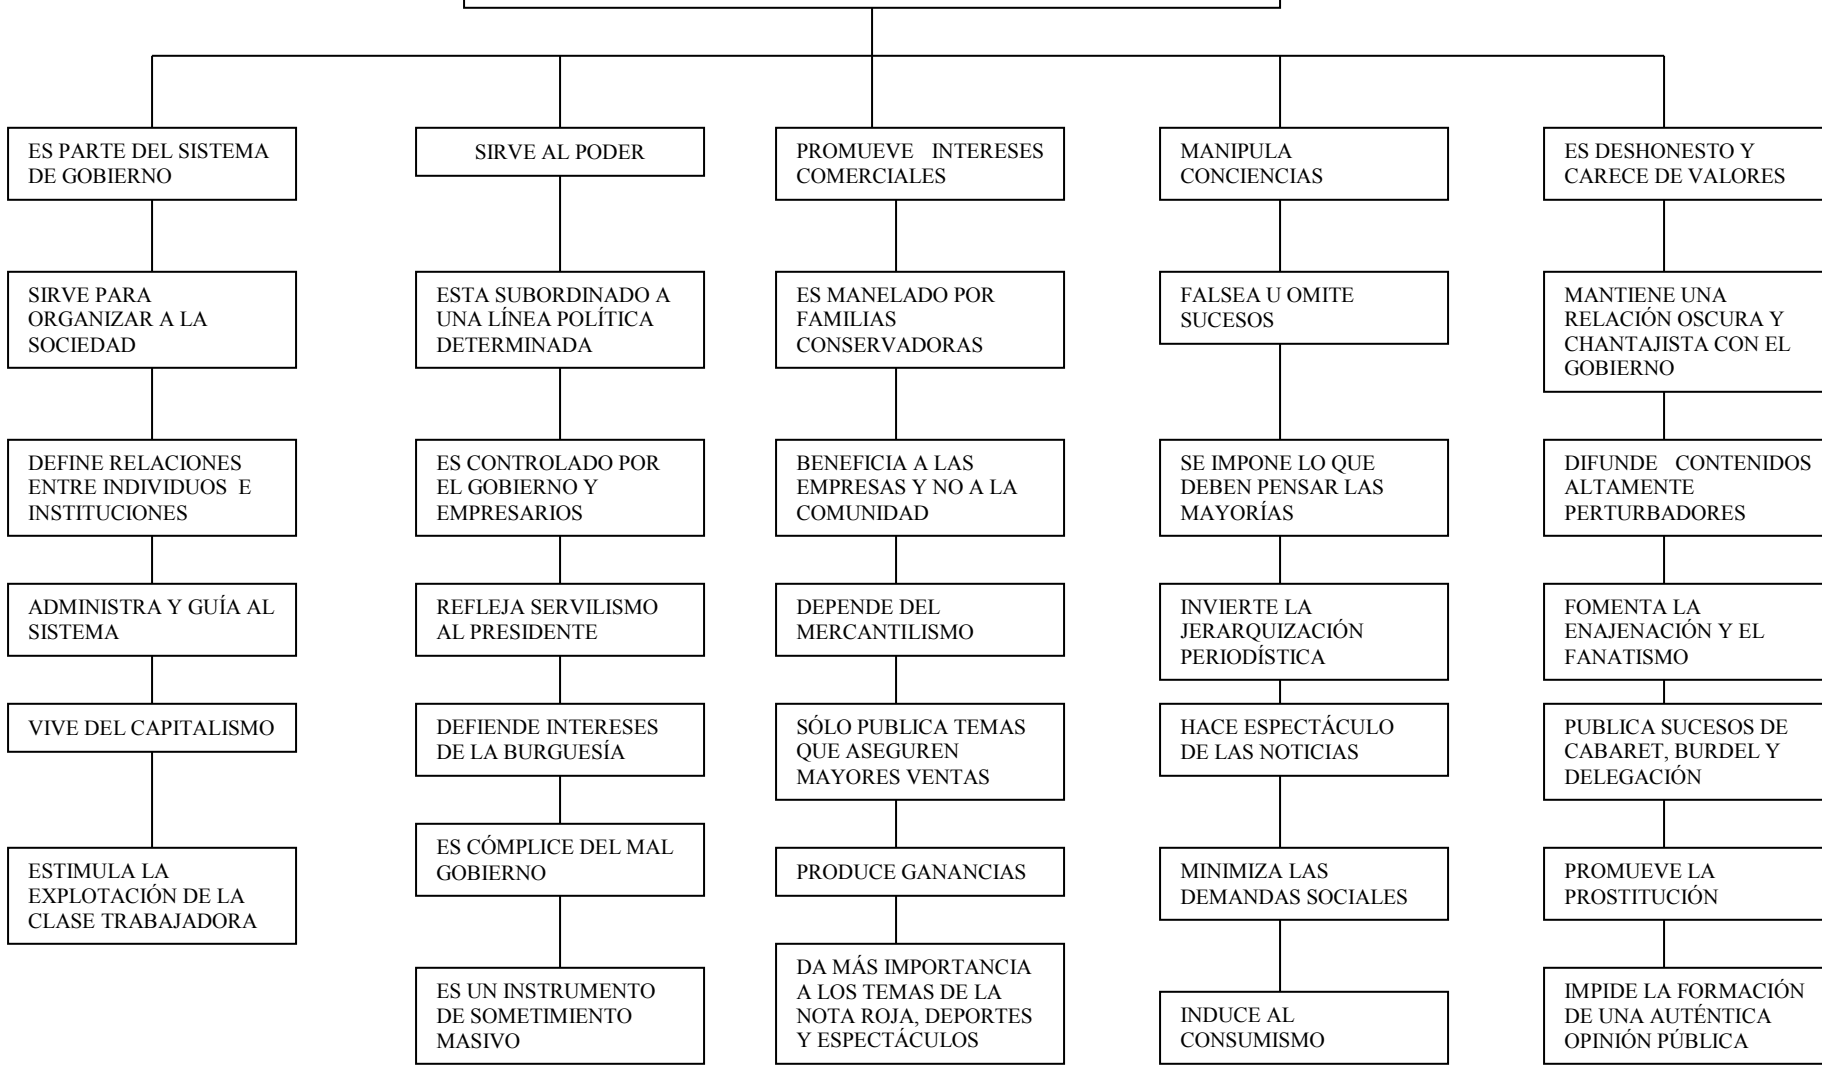 ES PARTE DEL SISTEMA
DE GOBIERNO
SIRVE PARA
ORGANIZAR A LA
SOCIEDAD
DEFINE RELACIONES
ENTRE INDIVIDUOS E
INSTITUCIONES
ADMINISTRA Y GUÍA AL
SISTEMA
VIVE DEL CAPITALISMO
ESTIMULA LA
EXPLOTACIÓN DE LA
CLASE TRABAJADORA
SIRVE AL PODER
ESTA SUBORDINADO A
UNA LÍNEA POLÍTICA
DETERMINADA
ES CONTROLADO POR
EL GOBIERNO Y
EMPRESARIOS
REFLEJA SERVILISMO
AL PRESIDENTE
DEFIENDE INTERESES
DE LA BURGUESÍA
ES CÓMPLICE DEL MAL
GOBIERNO
ES UN INSTRUMENTO
DE SOMETIMIENTO
MASIVO
PROMUEVE INTERESES
COMERCIALES
ES MANELADO POR
FAMILIAS
CONSERVADORAS
BENEFICIA A LAS
EMPRESAS Y NO A LA
COMUNIDAD
DEPENDE DEL
MERCANTILISMO
SÓLO PUBLICA TEMAS
QUE ASEGUREN
MAYORES VENTAS
PRODUCE GANANCIAS
DA MÁS IMPORTANCIA
A LOS TEMAS DE LA
NOTA ROJA, DEPORTES
Y ESPECTÁCULOS
MANIPULA
CONCIENCIAS
FALSEA U OMITE
SUCESOS
SE IMPONE LO QUE
DEBEN PENSAR LAS
MAYORÍAS
INVIERTE LA
JERARQUIZACIÓN
PERIODÍSTICA
HACE ESPECTÁCULO
DE LAS NOTICIAS
MINIMIZA LAS
DEMANDAS SOCIALES
INDUCE AL
CONSUMISMO
ES DESHONESTO Y
CARECE DE VALORES
MANTIENE UNA
RELACIÓN OSCURA Y
CHANTAJISTA CON EL
GOBIERNO
DIFUNDE CONTENIDOS
ALTAMENTE
PERTURBADORES
FOMENTA LA
ENAJENACIÓN Y EL
FANATISMO
PUBLICA SUCESOS DE
CABARET, BURDEL Y
DELEGACIÓN
PROMUEVE LA
PROSTITUCIÓN
IMPIDE LA FORMACIÓN
DE UNA AUTÉNTICA
OPINIÓN PÚBLICA